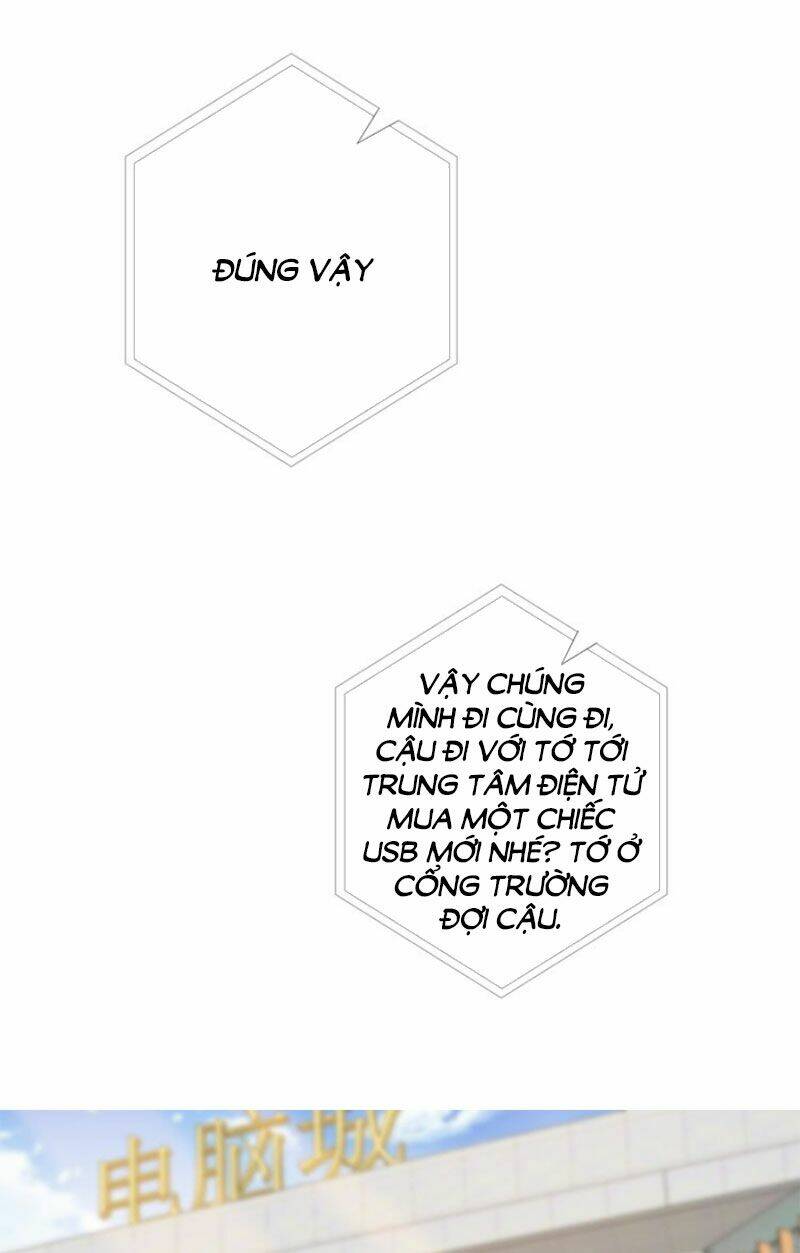 ĐÚNG VẬY
VẬY CHÚNG
MÌNH ĐI CÙNG ĐI,
CẬU ĐI VỚI TỚ TỚI
TRUNG TÂM ĐIỆN TỬ
MUA MỘT CHIẾC
USB MỚI NHÉ? TỚ Ở
CỔNG TRƯỜNG
ĐỢI CẬU.
电脑城